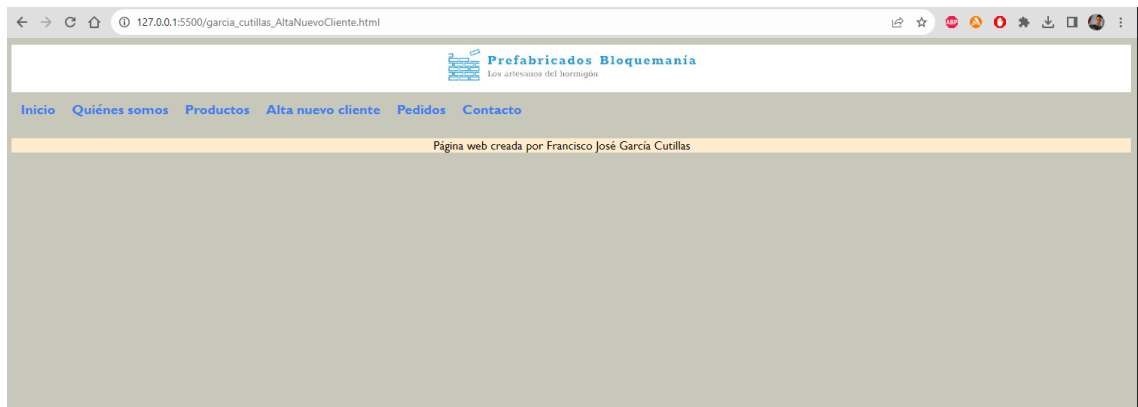 127.0.0.1:5500/garcia_cutillas_AltaNuevoCliente.html
ABP
Prefabricados Bloquemanía
Los artesanos del hormigón
Inicio Quiénes somos Productos Alta nuevo cliente Pedidos Contacto
Página web creada por Francisco José García Cutillas